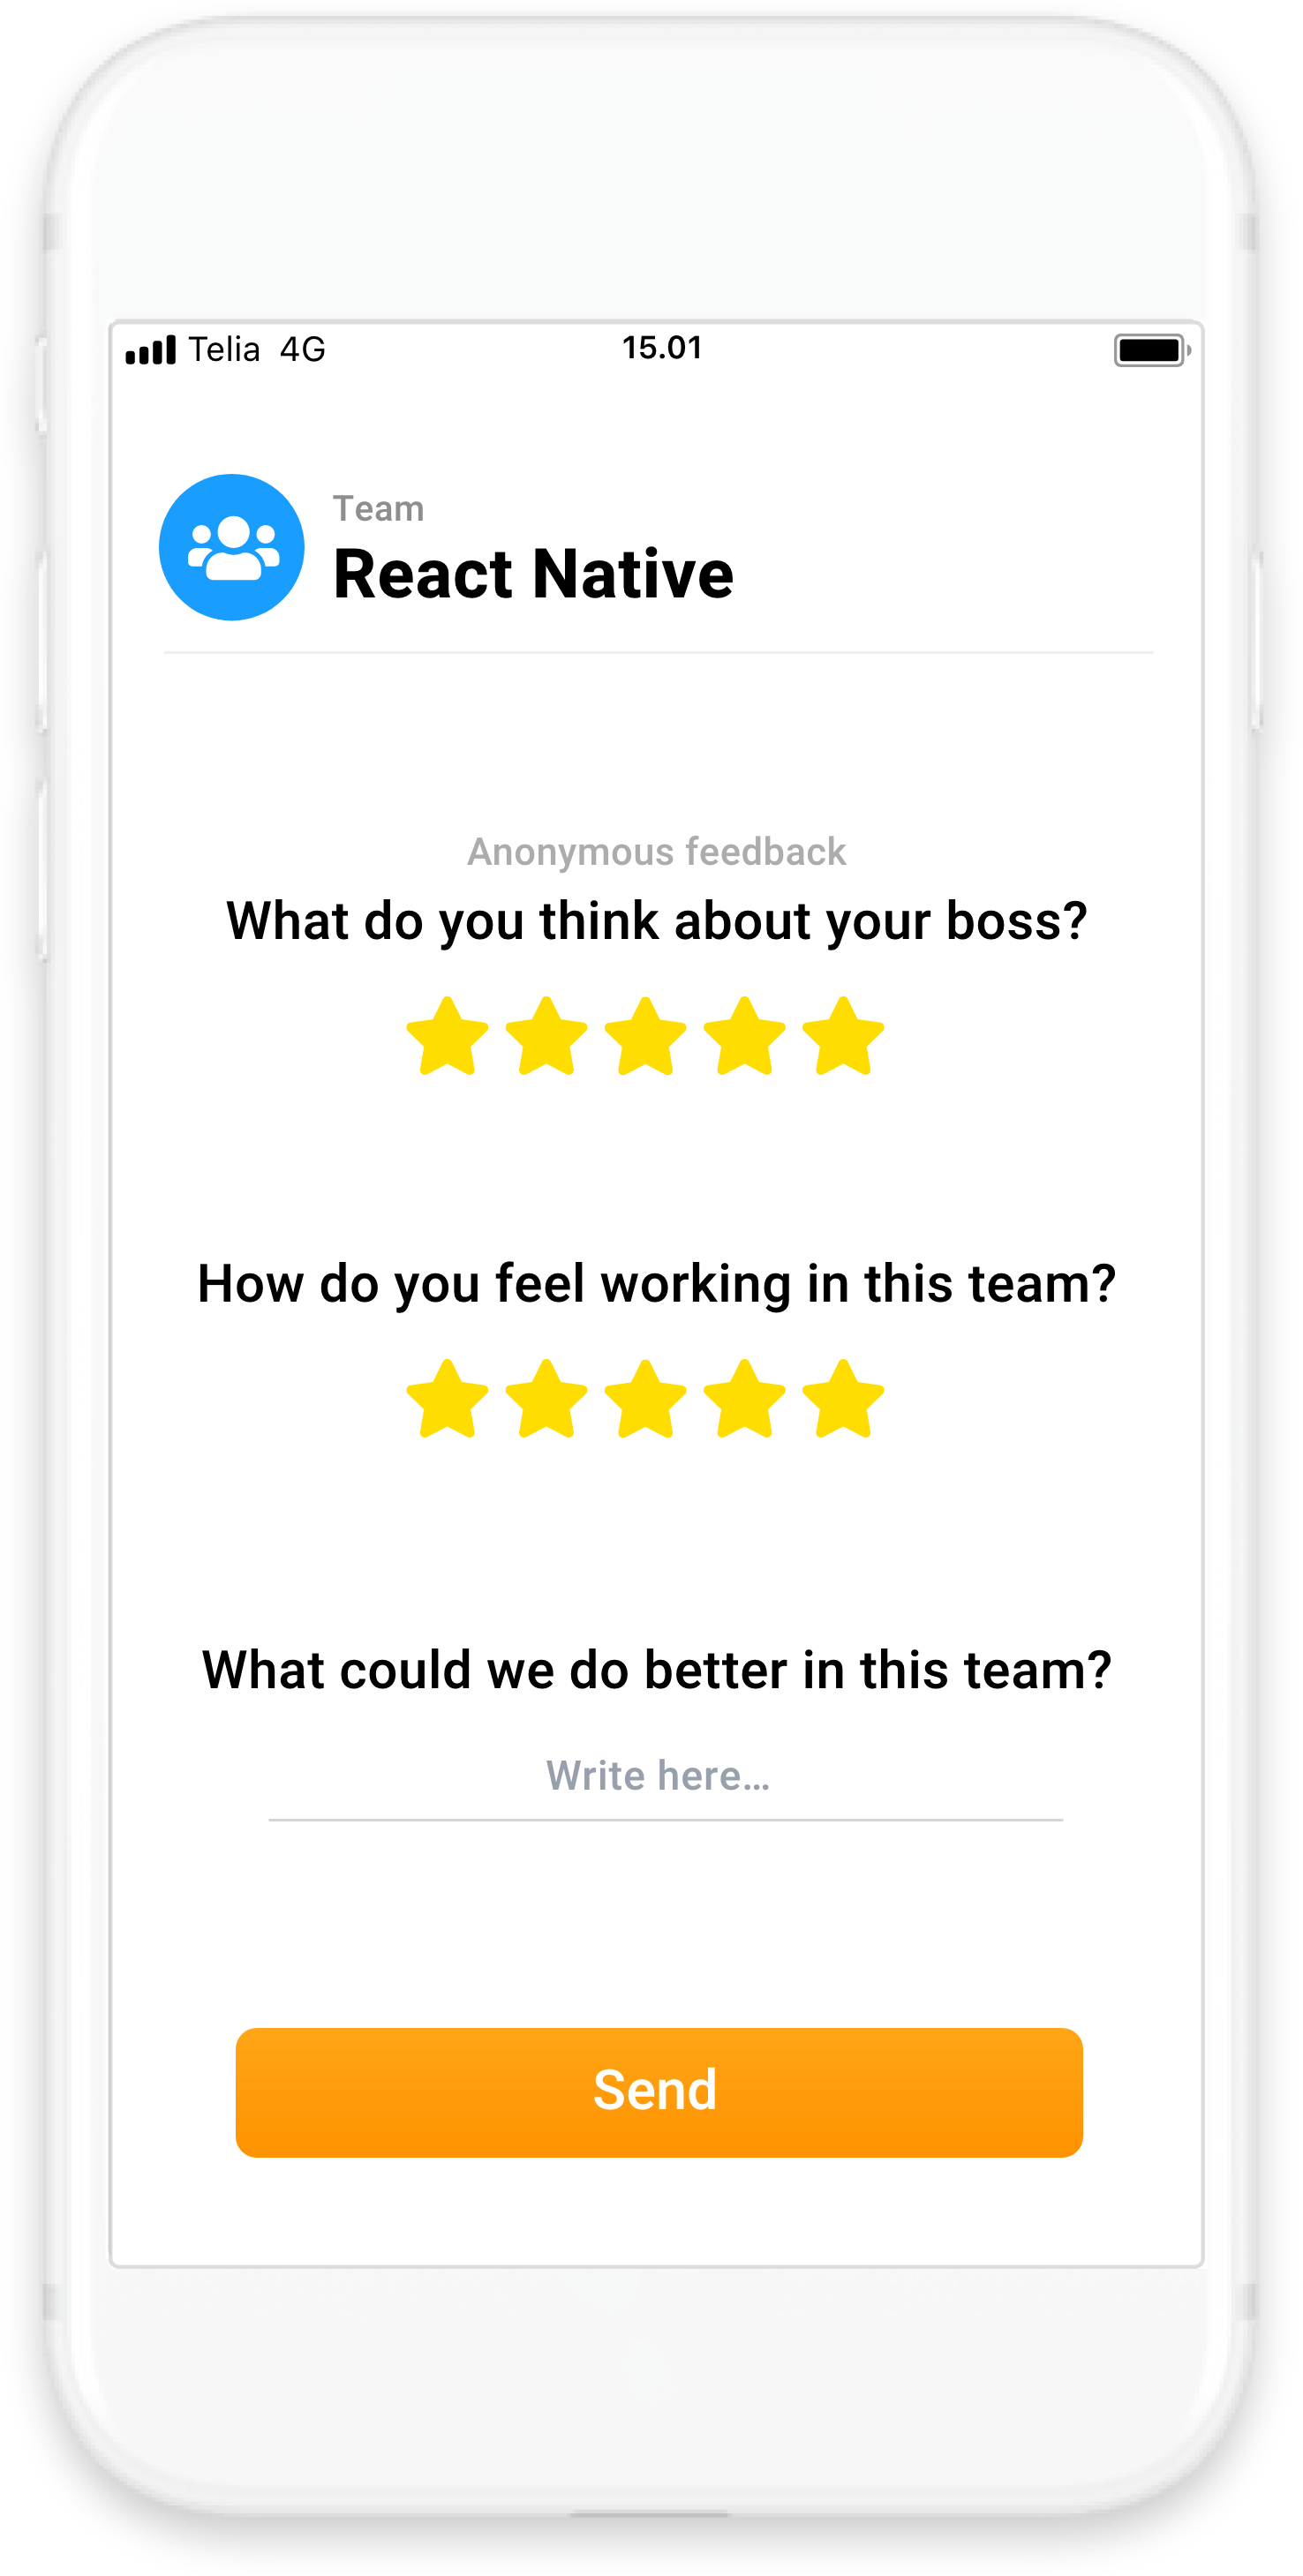 Telia 4G 15.01
Team
React Native
Anonymous feedback
What do you think about your boss?
How do you feel working in this team?
What could we do better in this team?
Write here...
Send